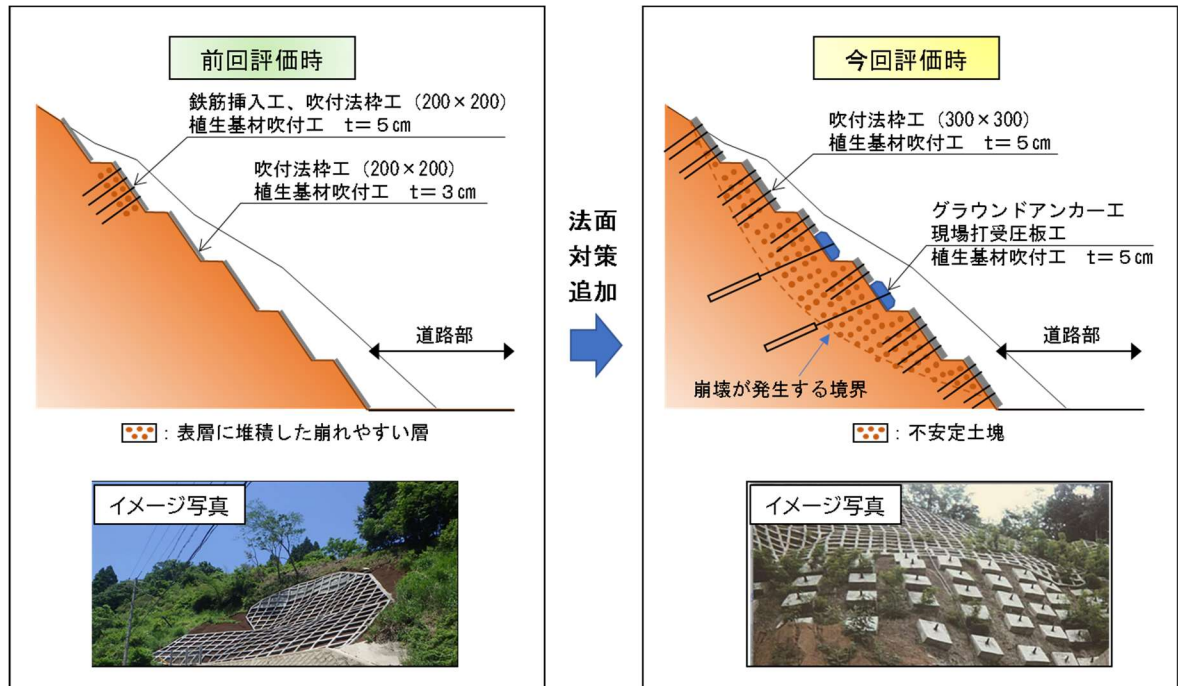 前回評価時
鉄筋挿入工、吹付法枠工（200×200）
植生基材吹付工　t＝5㎝
吹付法枠工（200×200）
植生基材吹付工　t＝3㎝
道路部
：表層に堆積した崩れやすい層
イメージ写真
法面
対策
追加
今回評価時
吹付法枠工（300×300）
植生基材吹付工　t＝5㎝
グラウンドアンカー工
現場打受圧板工
植生基材吹付工　t＝5㎝
道路部
崩壊が発生する境界
：不安定土塊
イメージ写真